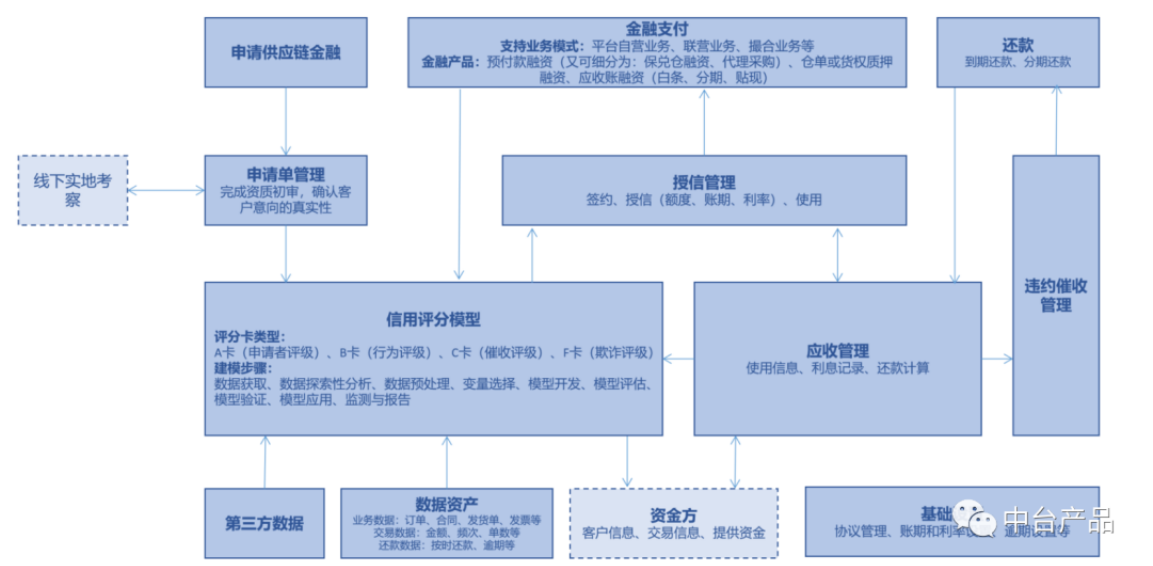 申请供应链金融
金融支付
支持业务模式：平台自营业务、联营业务、撮合业务等
金融产品：预付款融资（又可细分为：保兑仓融资、代理采购）、仓单或货权质押
融资、应收账融资（白条、分期、贴现）
还款
到期还款、分期还款
线下实地考
察
申请单管理
完成资质初审，确认客
户意向的真实性
授信管理
签约、授信（额度、账期、利率）、使用
信用评分模型
评分卡类型：
A卡（申请者评级）、B卡（行为评级）、C卡（催收评级）、F卡（欺诈评级）
建模步骤：
数据获取、数据探索性分析、数据预处理、变量选择、模型开发、模型评估、
模型验证、模型应用、监测与报告
应收管理
使用信息、利息记录、还款计算
违约催收
管理
第三方数据
数据资产
业务数据：订单、合同、发货单、发票等
交易数据：金额、频次、单数等
还款数据：按时还款、逾期等
资金方
客户信息、交易信息、提供资金
基础
协议管理、账期和利率 逾期设置等
中台产品